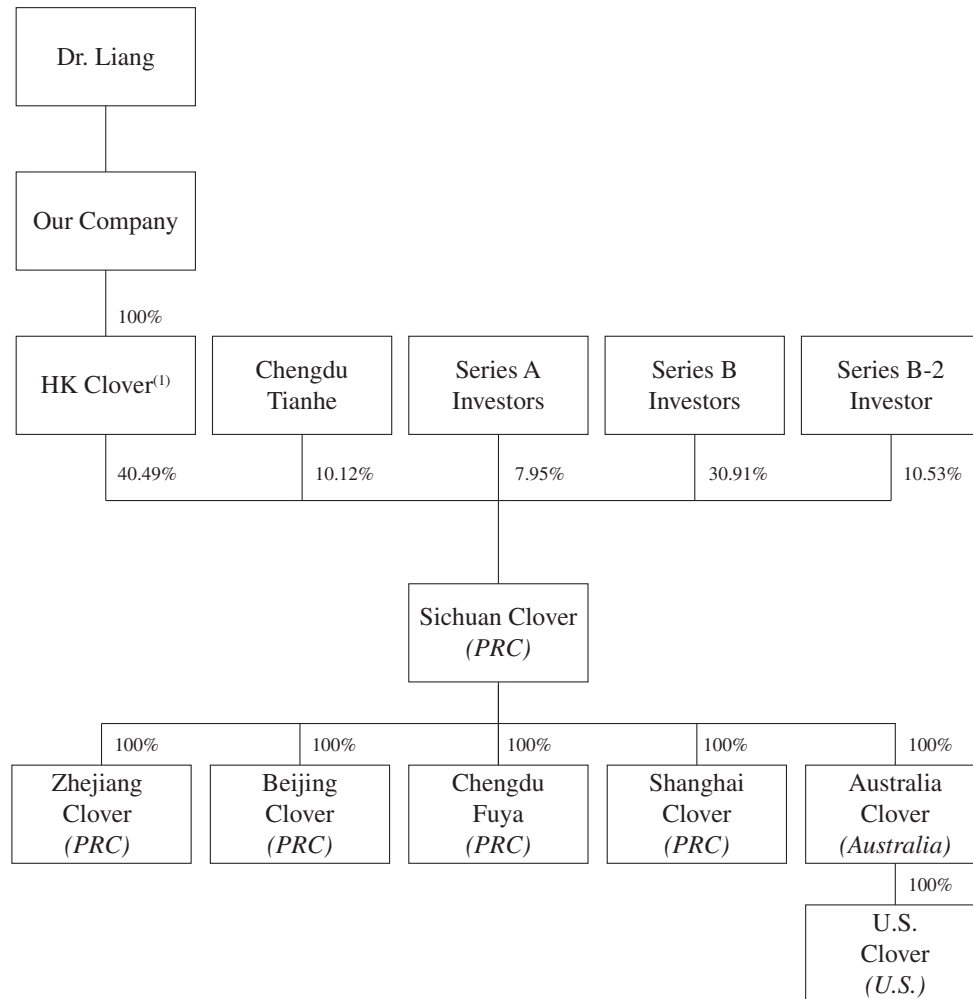 Dr. Liang
Our Company
100%
HK Clover(1)
Chengdu
Tianhe
Series A
Investors
Series B
Investors
Series B-2
Investor
40.49%
10.12%
7.95%
30.91%
10.53%
Sichuan Clover
(PRC)
100%
100%
100%
100%
100%
Zhejiang
Clover
(PRC)
Beijing
Clover
(PRC)
Chengdu
Fuya
(PRC)
Shanghai
Clover
(PRC)
Australia
Clover
(Australia)
100%
U.S.
Clover
(U.S.)